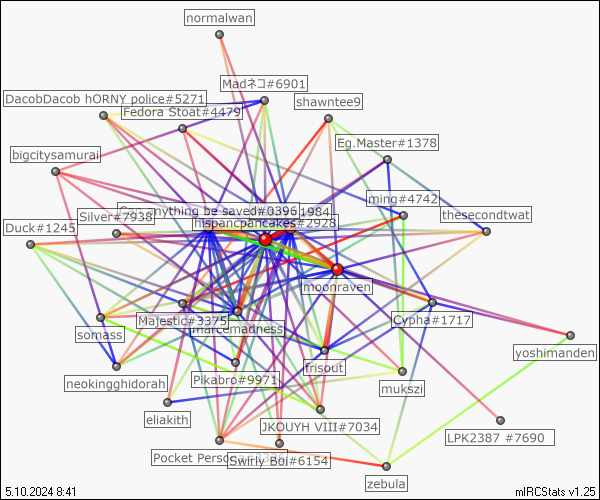 normalwan
Madネコ#6901
DacobDacob hORNY police#5271
shawntee9
Fedora Stoat#4479
Eg.Master#1378
bigcitysamurai
ming#4742
anything be saved#0396
1984
Silver#7938
thesecondtwat
Duck#1245
hispancpancakes#2928
moonraven
Majestic#3375
marcemadness
Cypha#1717
somass
yoshimanden
frisout
neokingghidorah
Pikabro#9971
mukszi
eliakith
JKOUYH VIII#7034
LPK2387 #7690
Pocket Person
Swirly Boi#6154
zebula
5.10.2024 8:41
mIRCStats v1.25